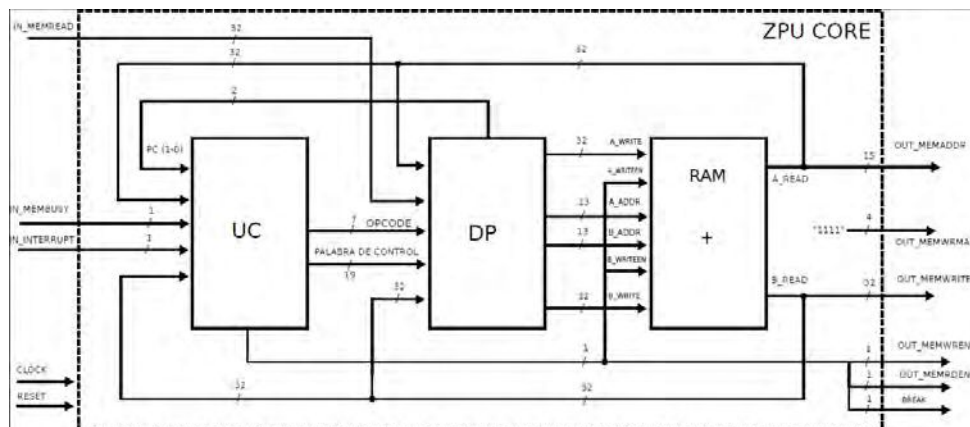 ZPU CORE
IN_MEMREAD
32
32
2
PC (1-0)
32
A_WRITE
RAM
OUT_MEMADDR
15
A_READ
UC
OPCODE
DP
13
A_ADDR
+
4
"1111"
OUT_MEMWRMA
IN_MEMBUSY
1
IN_INTERRUPT
1
PALABRA DE CONTROL
19
13
B_ADDR
B_WRITEEN
32
32
B_WRITE
B_READ
32
OUT_MEMWRITE
1
1
OUT_MEMWREN
CLOCK
1
OUT_MEMRDEN
RESET
32
32
1
BREAK